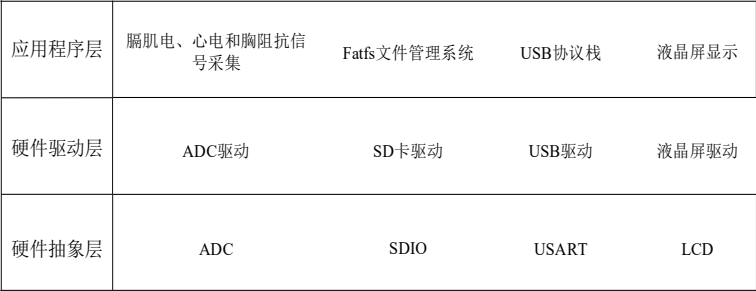 应用程序层
膈肌电、心电和胸阻抗信
号采集
Fatfs文件管理系统
USB协议栈
液晶屏显示
硬件驱动层
ADC驱动
SD卡驱动
USB驱动
液晶屏驱动
硬件抽象层
ADC
SDIO
USART
LCD